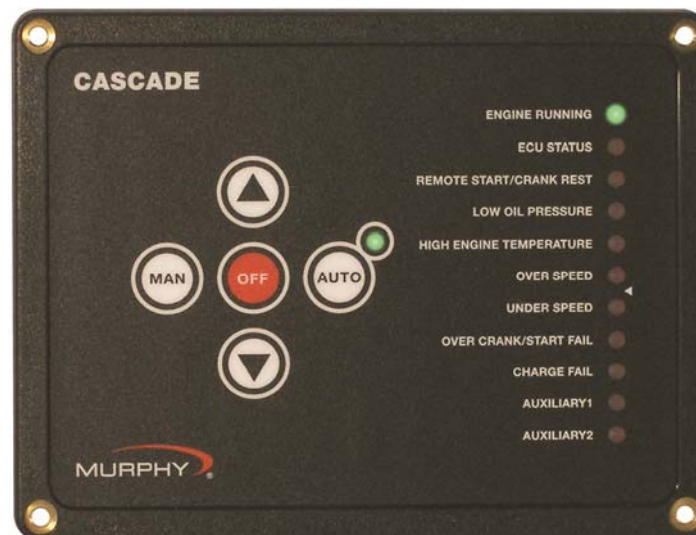 CASCADE
ENGINE RUNNING
ECU STATUS
REMOTE START/CRANK REST
LOW OIL PRESSURE
HIGH ENGINE TEMPERATURE
OVER SPEED
UNDER SPEED
OVER CRANK/START FAIL
CHARGE FAIL
AUXILIARY1
AUXILIARY2
MAN
OFF
AUTO
MURPHY ®